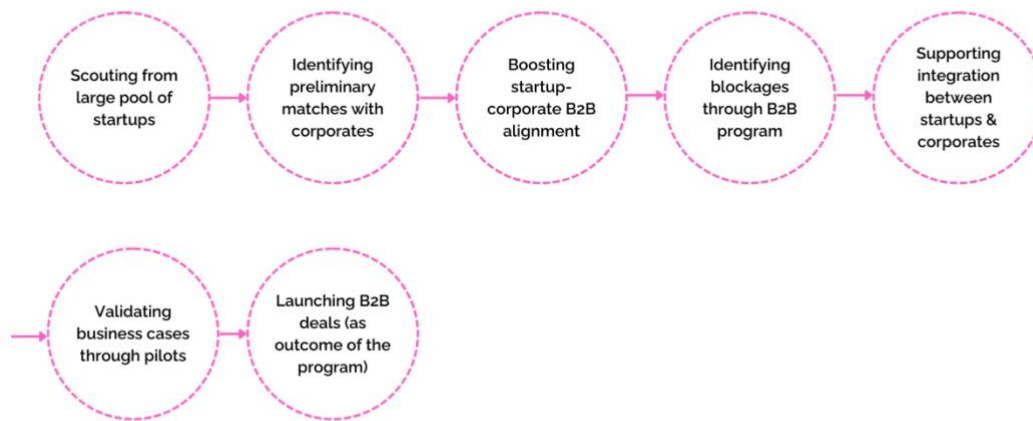 Scouting from
large pool of
startups
Identifying
preliminary
matches with
corporates
Boosting
startup-
corporate B2B
alignment
Identifying
blockages
through B2B
program
Supporting
integration
between
startups &
corporates
Validating
business cases
through pilots
Launching B2B
deals (as
outcome of the
program)